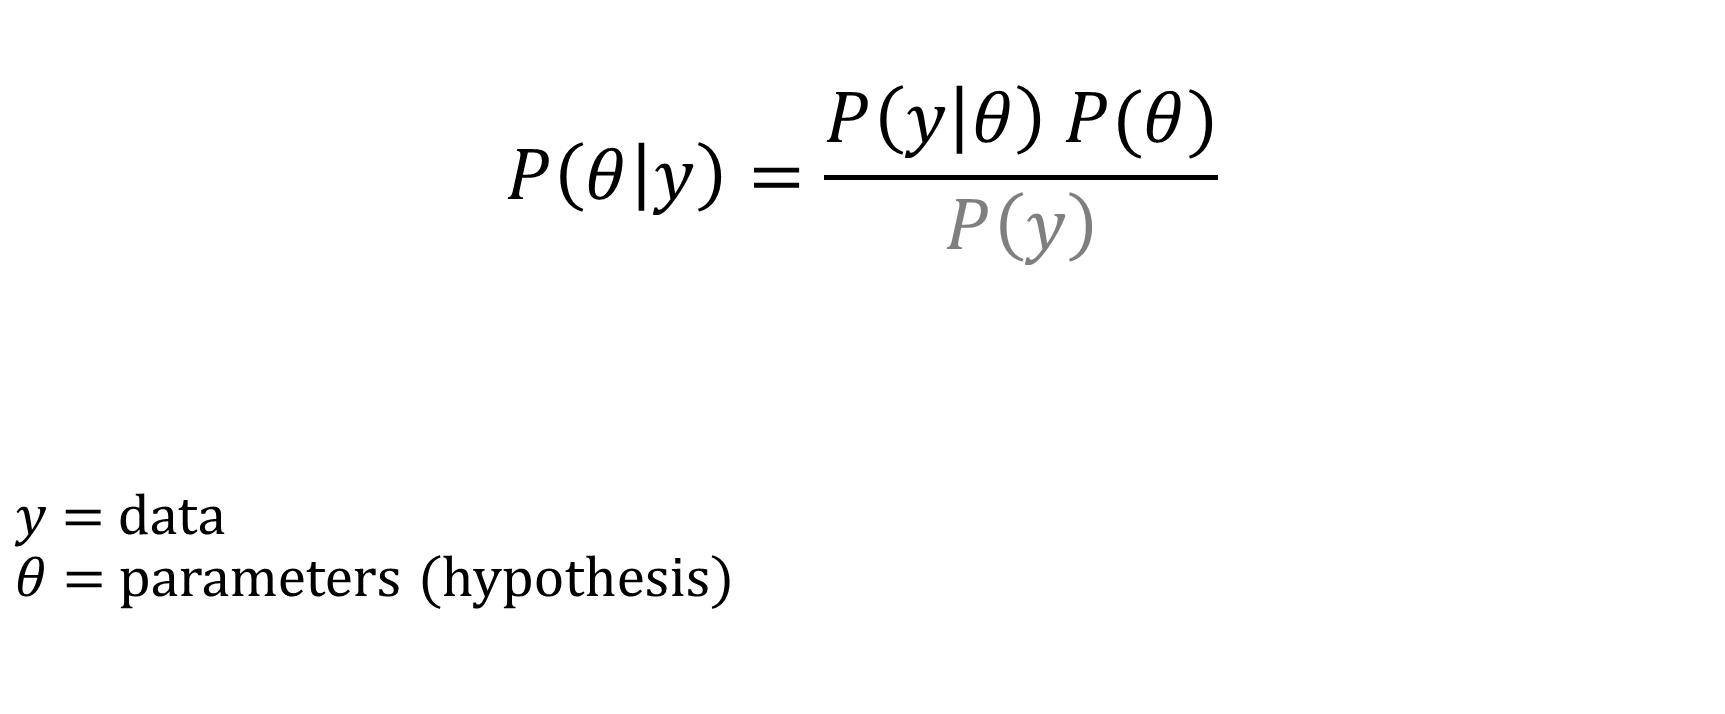 P(θ|y) = P(y|θ) P(θ) / P(y)
y = data
θ = parameters (hypothesis)